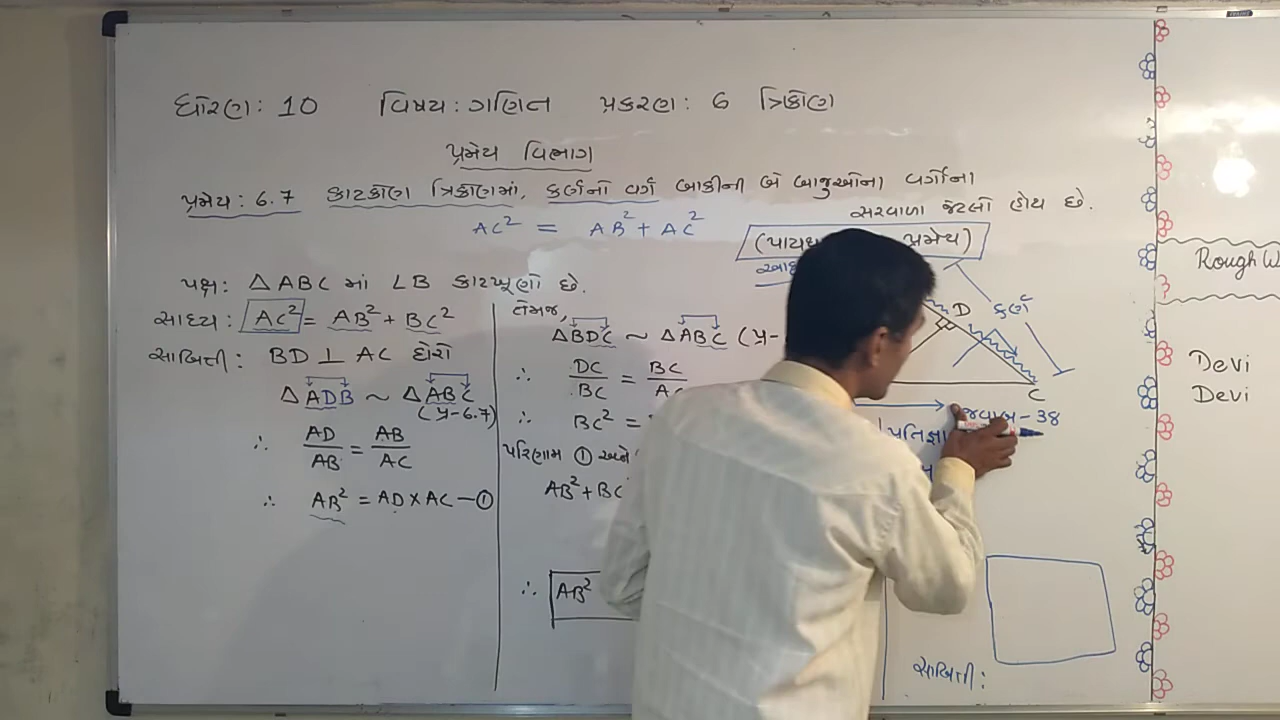 ધોરણ: 10 વિષય: ગણિત પ્રકરણ: 6 ત્રિકોણ
પ્રમેય વિભાગ
પ્રમેય: 6.7 કાટકોણ ત્રિકોણમાં, કર્ણનો વર્ગ બાકીની બે બાજુઓના વર્ગોના
સરવાળા જેટલો હોય છે.
AC² = AB² + AC²
પ્રમેય)
પક્ષ: △ABC માં ∠B કાટખૂણો છે.
સાધ્ય: AC² = AB² + BC²
સાબિતી: BD ⊥ AC દોરો
△ADB ~ △ABC
(પ્ર-6.7)
∴ AD/AB = AB/AC
∴ AB² = AD × AC — ①
તેમજ,
△BDC ~ △ABC (પ્ર-
∴ DC/BC = BC/
∴ BC² =
પરિણામ ① અને
AB² + BC
∴ AB²
D
કર્ણ
C
જવાબ - 38
પ્રતિજ્ઞા
સાબિતી:
Rough W
Devi
Devi